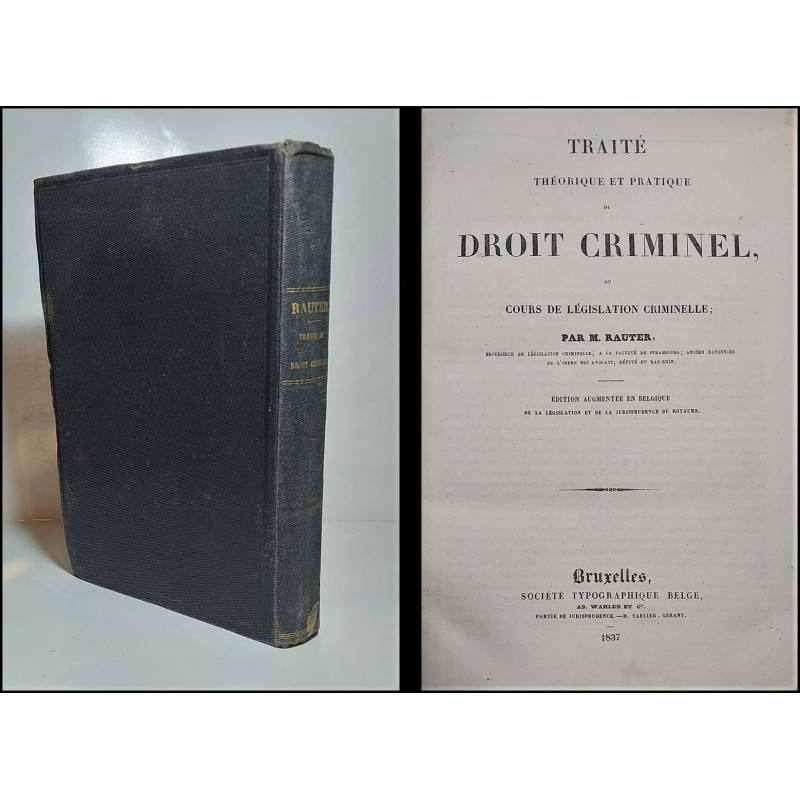 RAUTER
TRAITÉ DU
DROIT CRIMINEL
TRAITÉ
THÉORIQUE ET PRATIQUE
DU
DROIT CRIMINEL,
OU
COURS DE LÉGISLATION CRIMINELLE;
PAR M. RAUTER,
PROFESSEUR DE LÉGISLATION CRIMINELLE, A LA FACULTÉ DE STRASBOURG; ANCIEN BATONNIER
DE L'ORDRE DES AVOCATS; DÉPUTÉ DU BAS-RHIN.
ÉDITION AUGMENTÉE EN BELGIQUE
DE LA LÉGISLATION ET DE LA JURISPRUDENCE DU ROYAUME.
Bruxelles,
SOCIÉTÉ TYPOGRAPHIQUE BELGE,
AD. WAHLEN ET Cie.
PARTIE DE JURISPRUDENCE.—H. TARLIER, GÉRANT.
1837